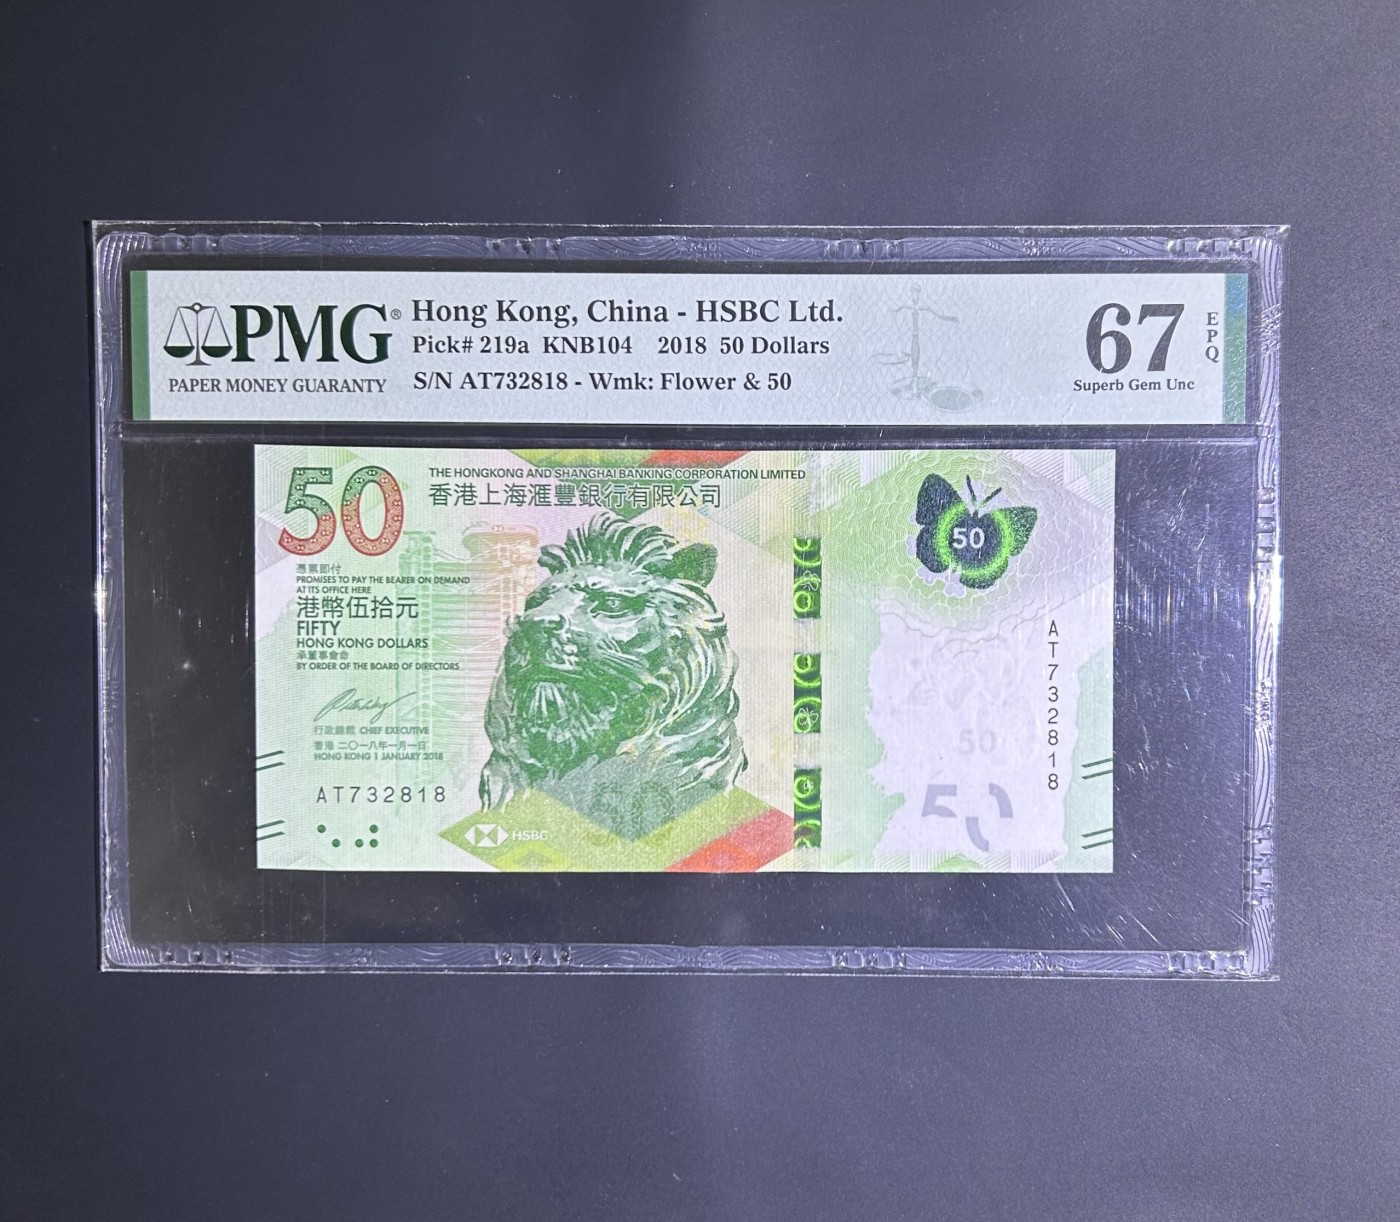 PMG®
PAPER MONEY GUARANTY
Hong Kong, China - HSBC Ltd.
Pick# 219a KNB104 2018 50 Dollars
S/N AT732818 - Wmk: Flower & 50
67
EPQ
Superb Gem Unc
50
THE HONGKONG AND SHANGHAI BANKING CORPORATION LIMITED
香港上海滙豐銀行有限公司
憑票即付
PROMISES TO PAY THE BEARER ON DEMAND
AT ITS OFFICE HERE
港幣伍拾元
FIFTY
HONG KONG DOLLARS
承董事會命
BY ORDER OF THE BOARD OF DIRECTORS
行政總裁 CHIEF EXECUTIVE
香港 二〇一八年一月一日
HONG KONG 1 JANUARY 2018
AT732818
HSBC
50
AT732818
50
50